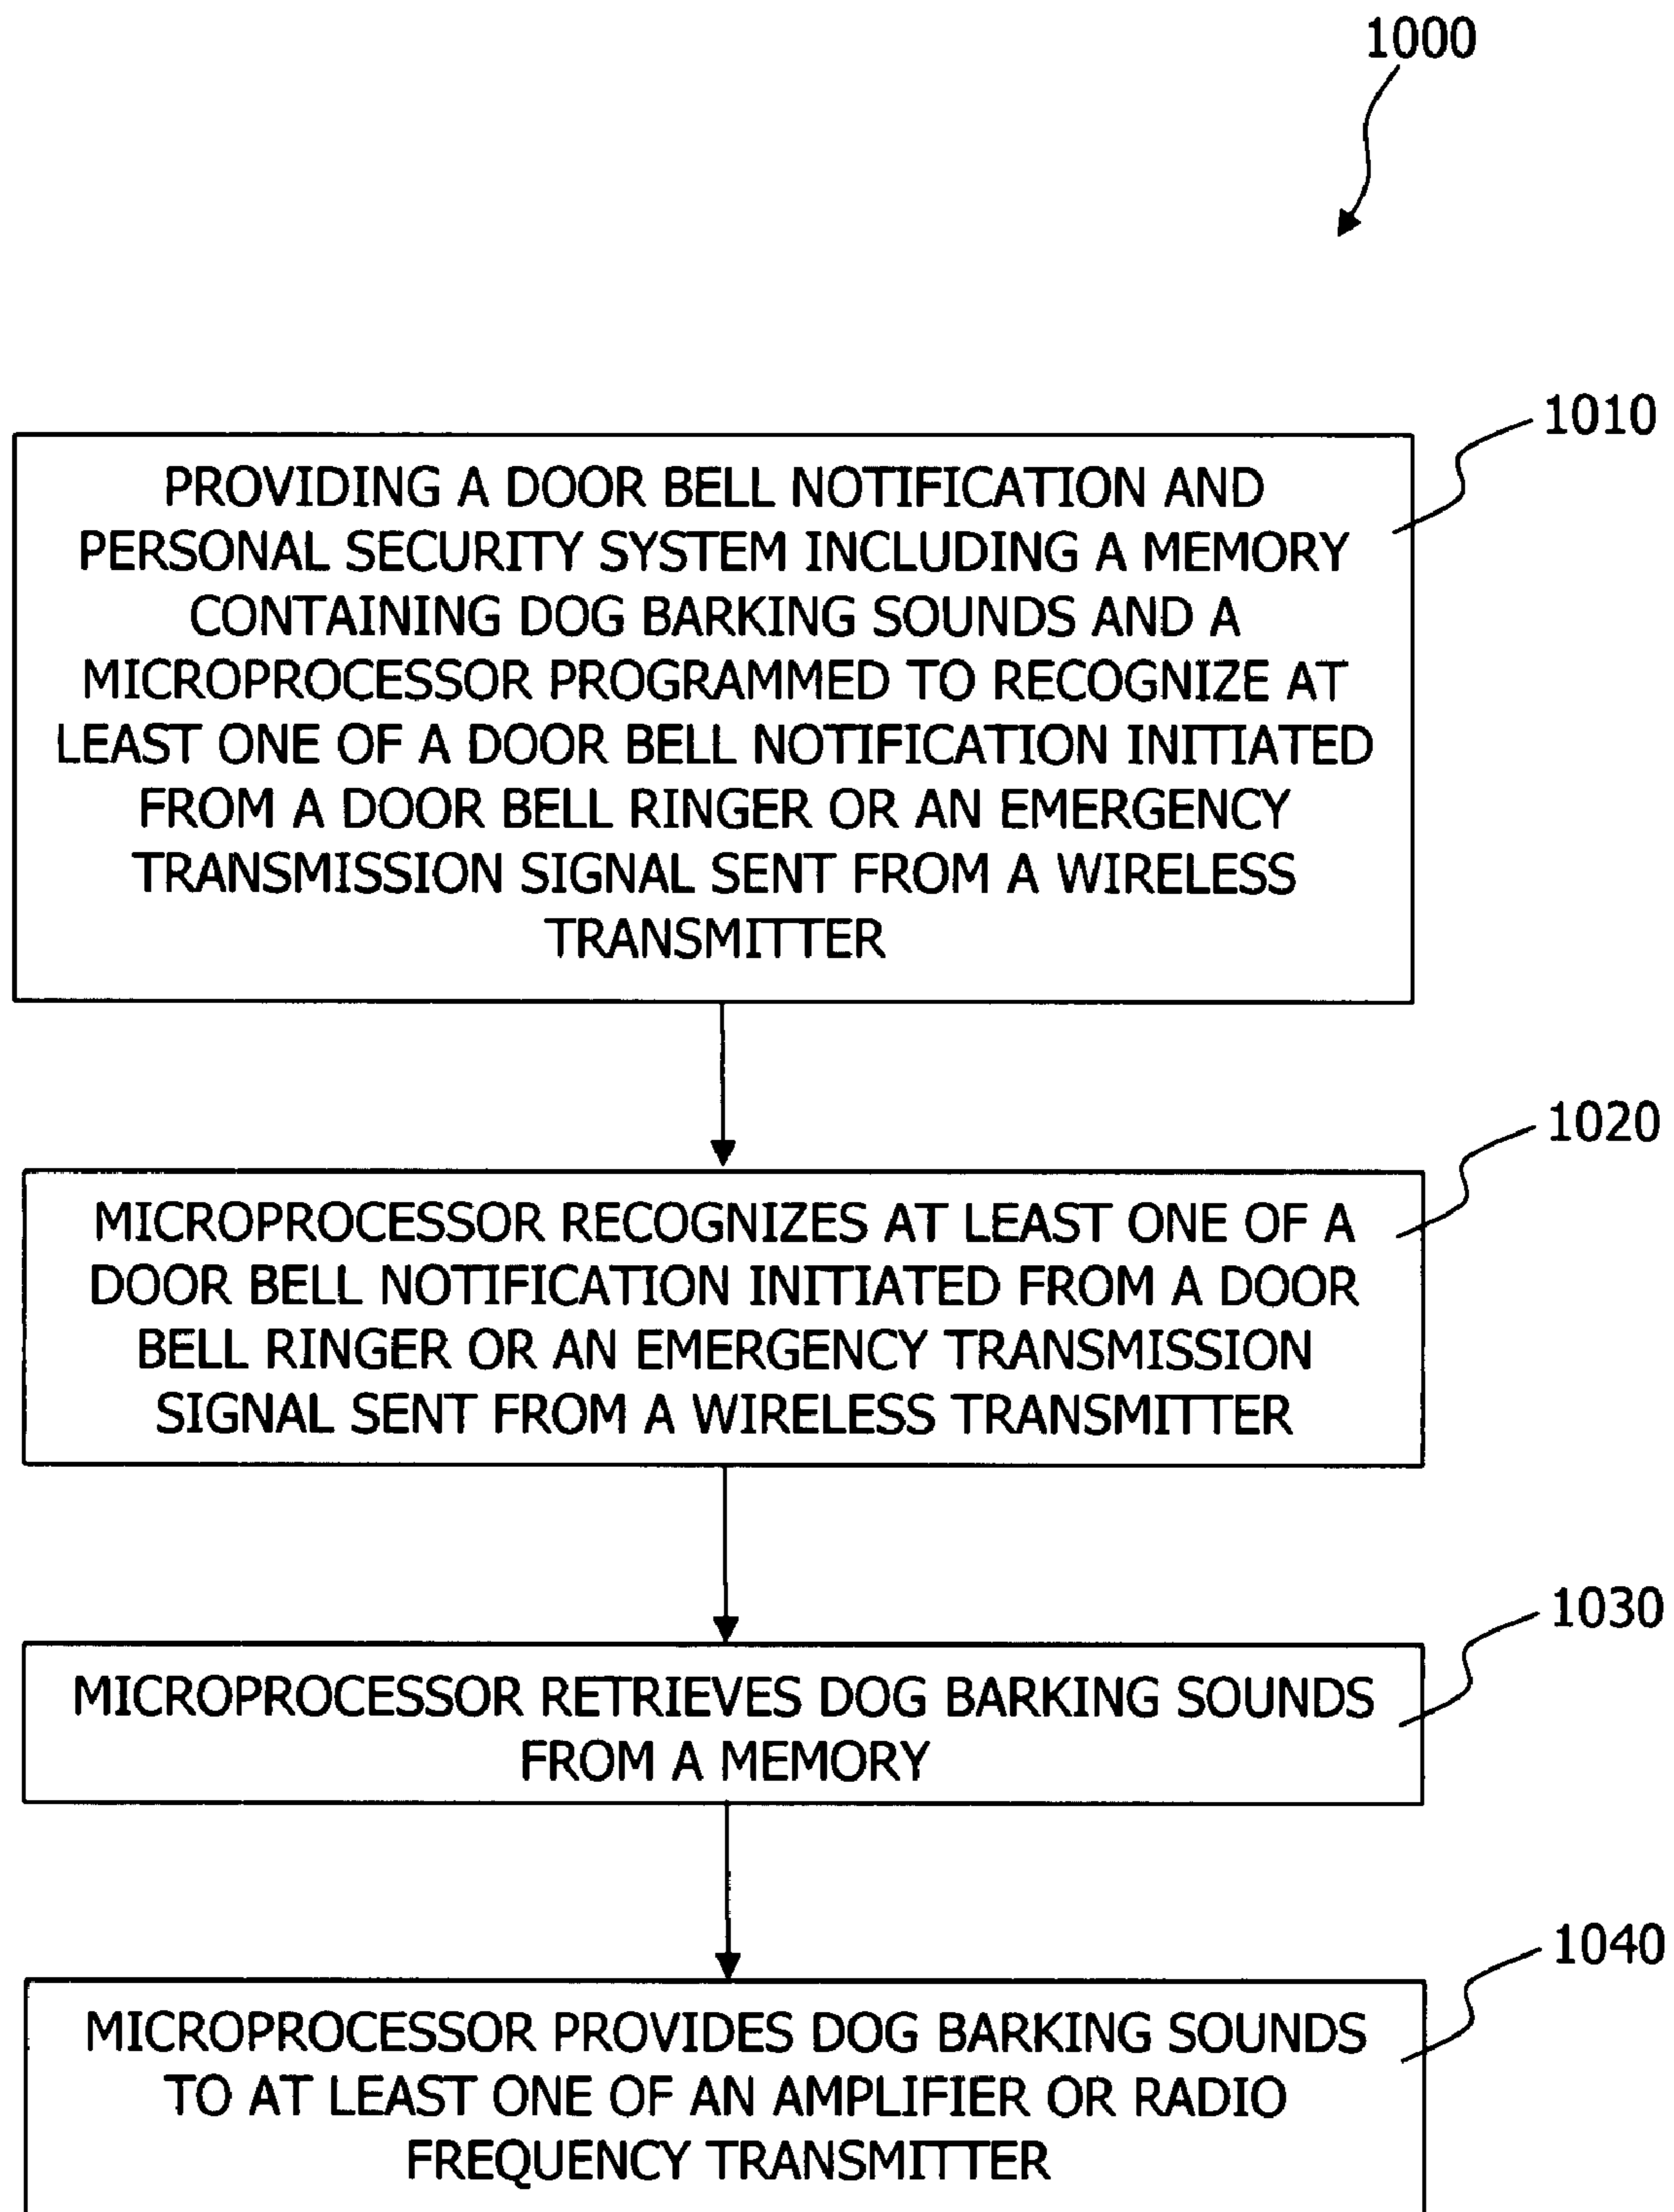 1000
1010
PROVIDING A DOOR BELL NOTIFICATION AND
PERSONAL SECURITY SYSTEM INCLUDING A MEMORY
CONTAINING DOG BARKING SOUNDS AND A
MICROPROCESSOR PROGRAMMED TO RECOGNIZE AT
LEAST ONE OF A DOOR BELL NOTIFICATION INITIATED
FROM A DOOR BELL RINGER OR AN EMERGENCY
TRANSMISSION SIGNAL SENT FROM A WIRELESS
TRANSMITTER
1020
MICROPROCESSOR RECOGNIZES AT LEAST ONE OF A
DOOR BELL NOTIFICATION INITIATED FROM A DOOR
BELL RINGER OR AN EMERGENCY TRANSMISSION
SIGNAL SENT FROM A WIRELESS TRANSMITTER
1030
MICROPROCESSOR RETRIEVES DOG BARKING SOUNDS
FROM A MEMORY
1040
MICROPROCESSOR PROVIDES DOG BARKING SOUNDS
TO AT LEAST ONE OF AN AMPLIFIER OR RADIO
FREQUENCY TRANSMITTER